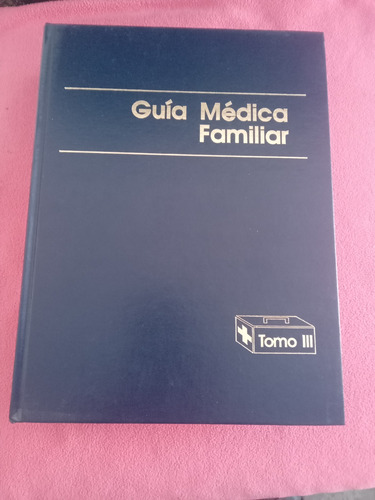 Guía Médica
Familiar
Tomo III